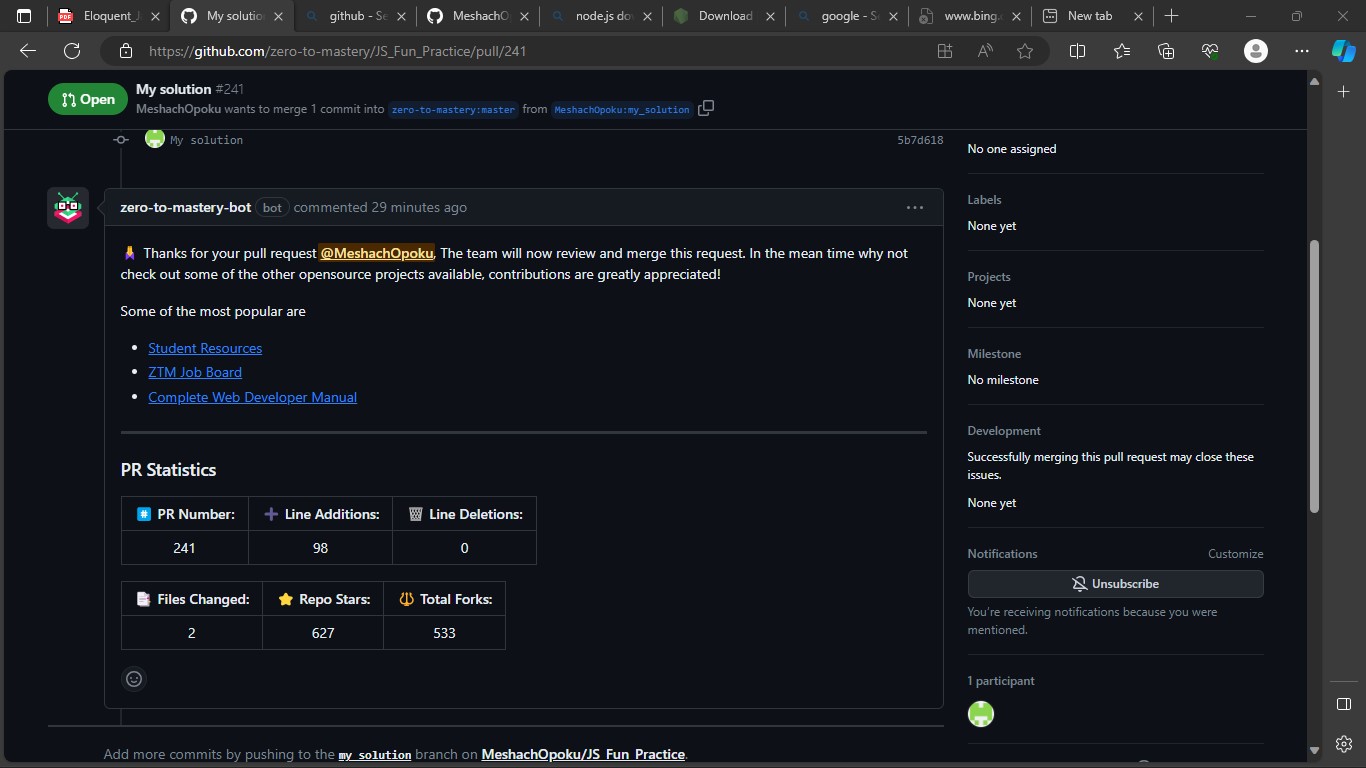 Eloquent_J
My solutio
github - Se
MeshachO
node.js do
Download
google - S
www.bing.
New tab
https://github.com/zero-to-mastery/JS_Fun_Practice/pull/241
Open
My solution #241
MeshachOpoku wants to merge 1 commit into zero-to-mastery:master from MeshachOpoku:my_solution
My solution 5b7d618
No one assigned
zero-to-mastery-bot bot commented 29 minutes ago
Thanks for your pull request @MeshachOpoku, The team will now review and merge this request. In the mean time why not
check out some of the other opensource projects available, contributions are greatly appreciated!
Some of the most popular are
Student Resources
ZTM Job Board
Complete Web Developer Manual
PR Statistics
PR Number: Line Additions: Line Deletions:
241 98 0
Files Changed: Repo Stars: Total Forks:
2 627 533
Add more commits by pushing to the my_solution branch on MeshachOpoku/JS_Fun_Practice.
Labels
None yet
Projects
None yet
Milestone
No milestone
Development
Successfully merging this pull request may close these
issues.
None yet
Notifications Customize
Unsubscribe
You're receiving notifications because you were
mentioned.
1 participant